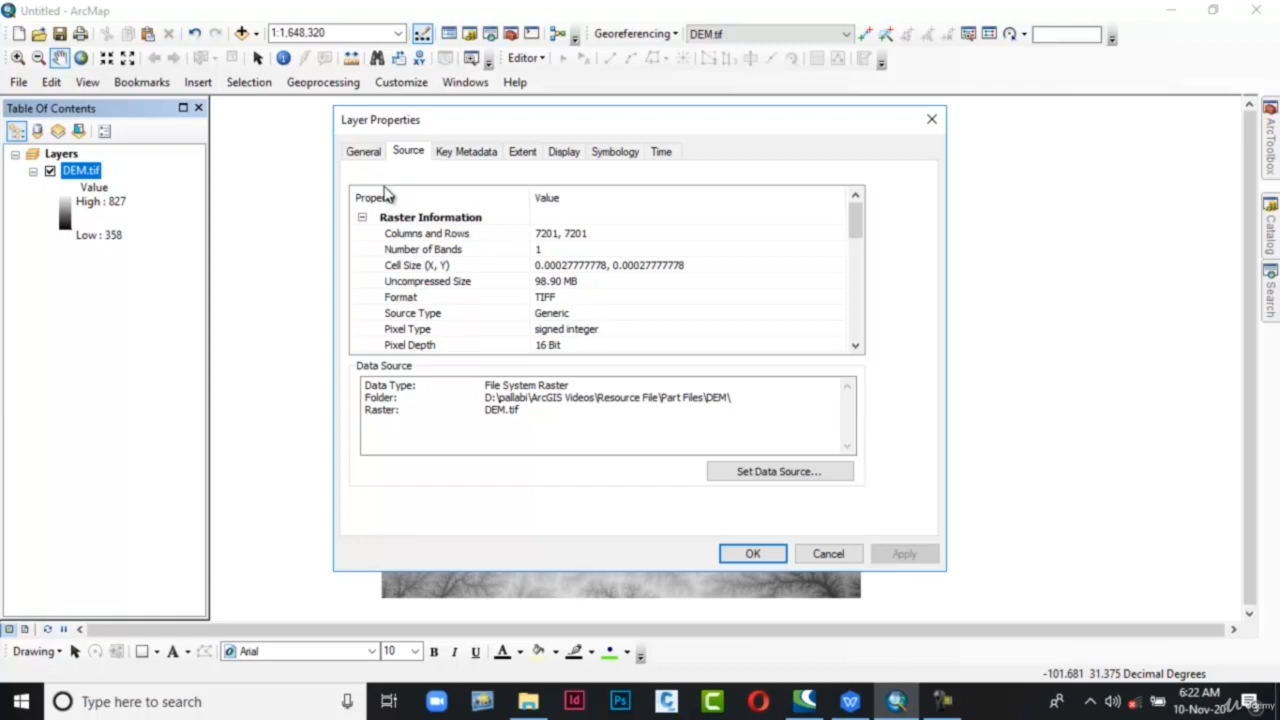 Untitled - ArcMap
1:1,648,320
Georeferencing
DEM.tif
Editor
File Edit View Bookmarks Insert Selection Geoprocessing Customize Windows Help
Table Of Contents
Layers
DEM.tif
Value
High : 827
Low : 358
Layer Properties
General Source Key Metadata Extent Display Symbology Time
Value
Raster Information
Columns and Rows 7201, 7201
Number of Bands 1
Cell Size (X, Y) 0.00027777778, 0.00027777778
Uncompressed Size 98.90 MB
Format TIFF
Source Type Generic
Pixel Type signed integer
Pixel Depth 16 Bit
Data Source
Data Type: File System Raster
Folder: D:\pallabi\ArcGIS Videos\Resource File\Part Files\DEM\
Raster: DEM.tif
Set Data Source...
OK Cancel Apply
ArcToolbox
Catalog
Search
Drawing A Arial 10 B I U A
-101.681 31.375 Decimal Degrees
Type here to search
Id Ps
6:22 AM
Udemy